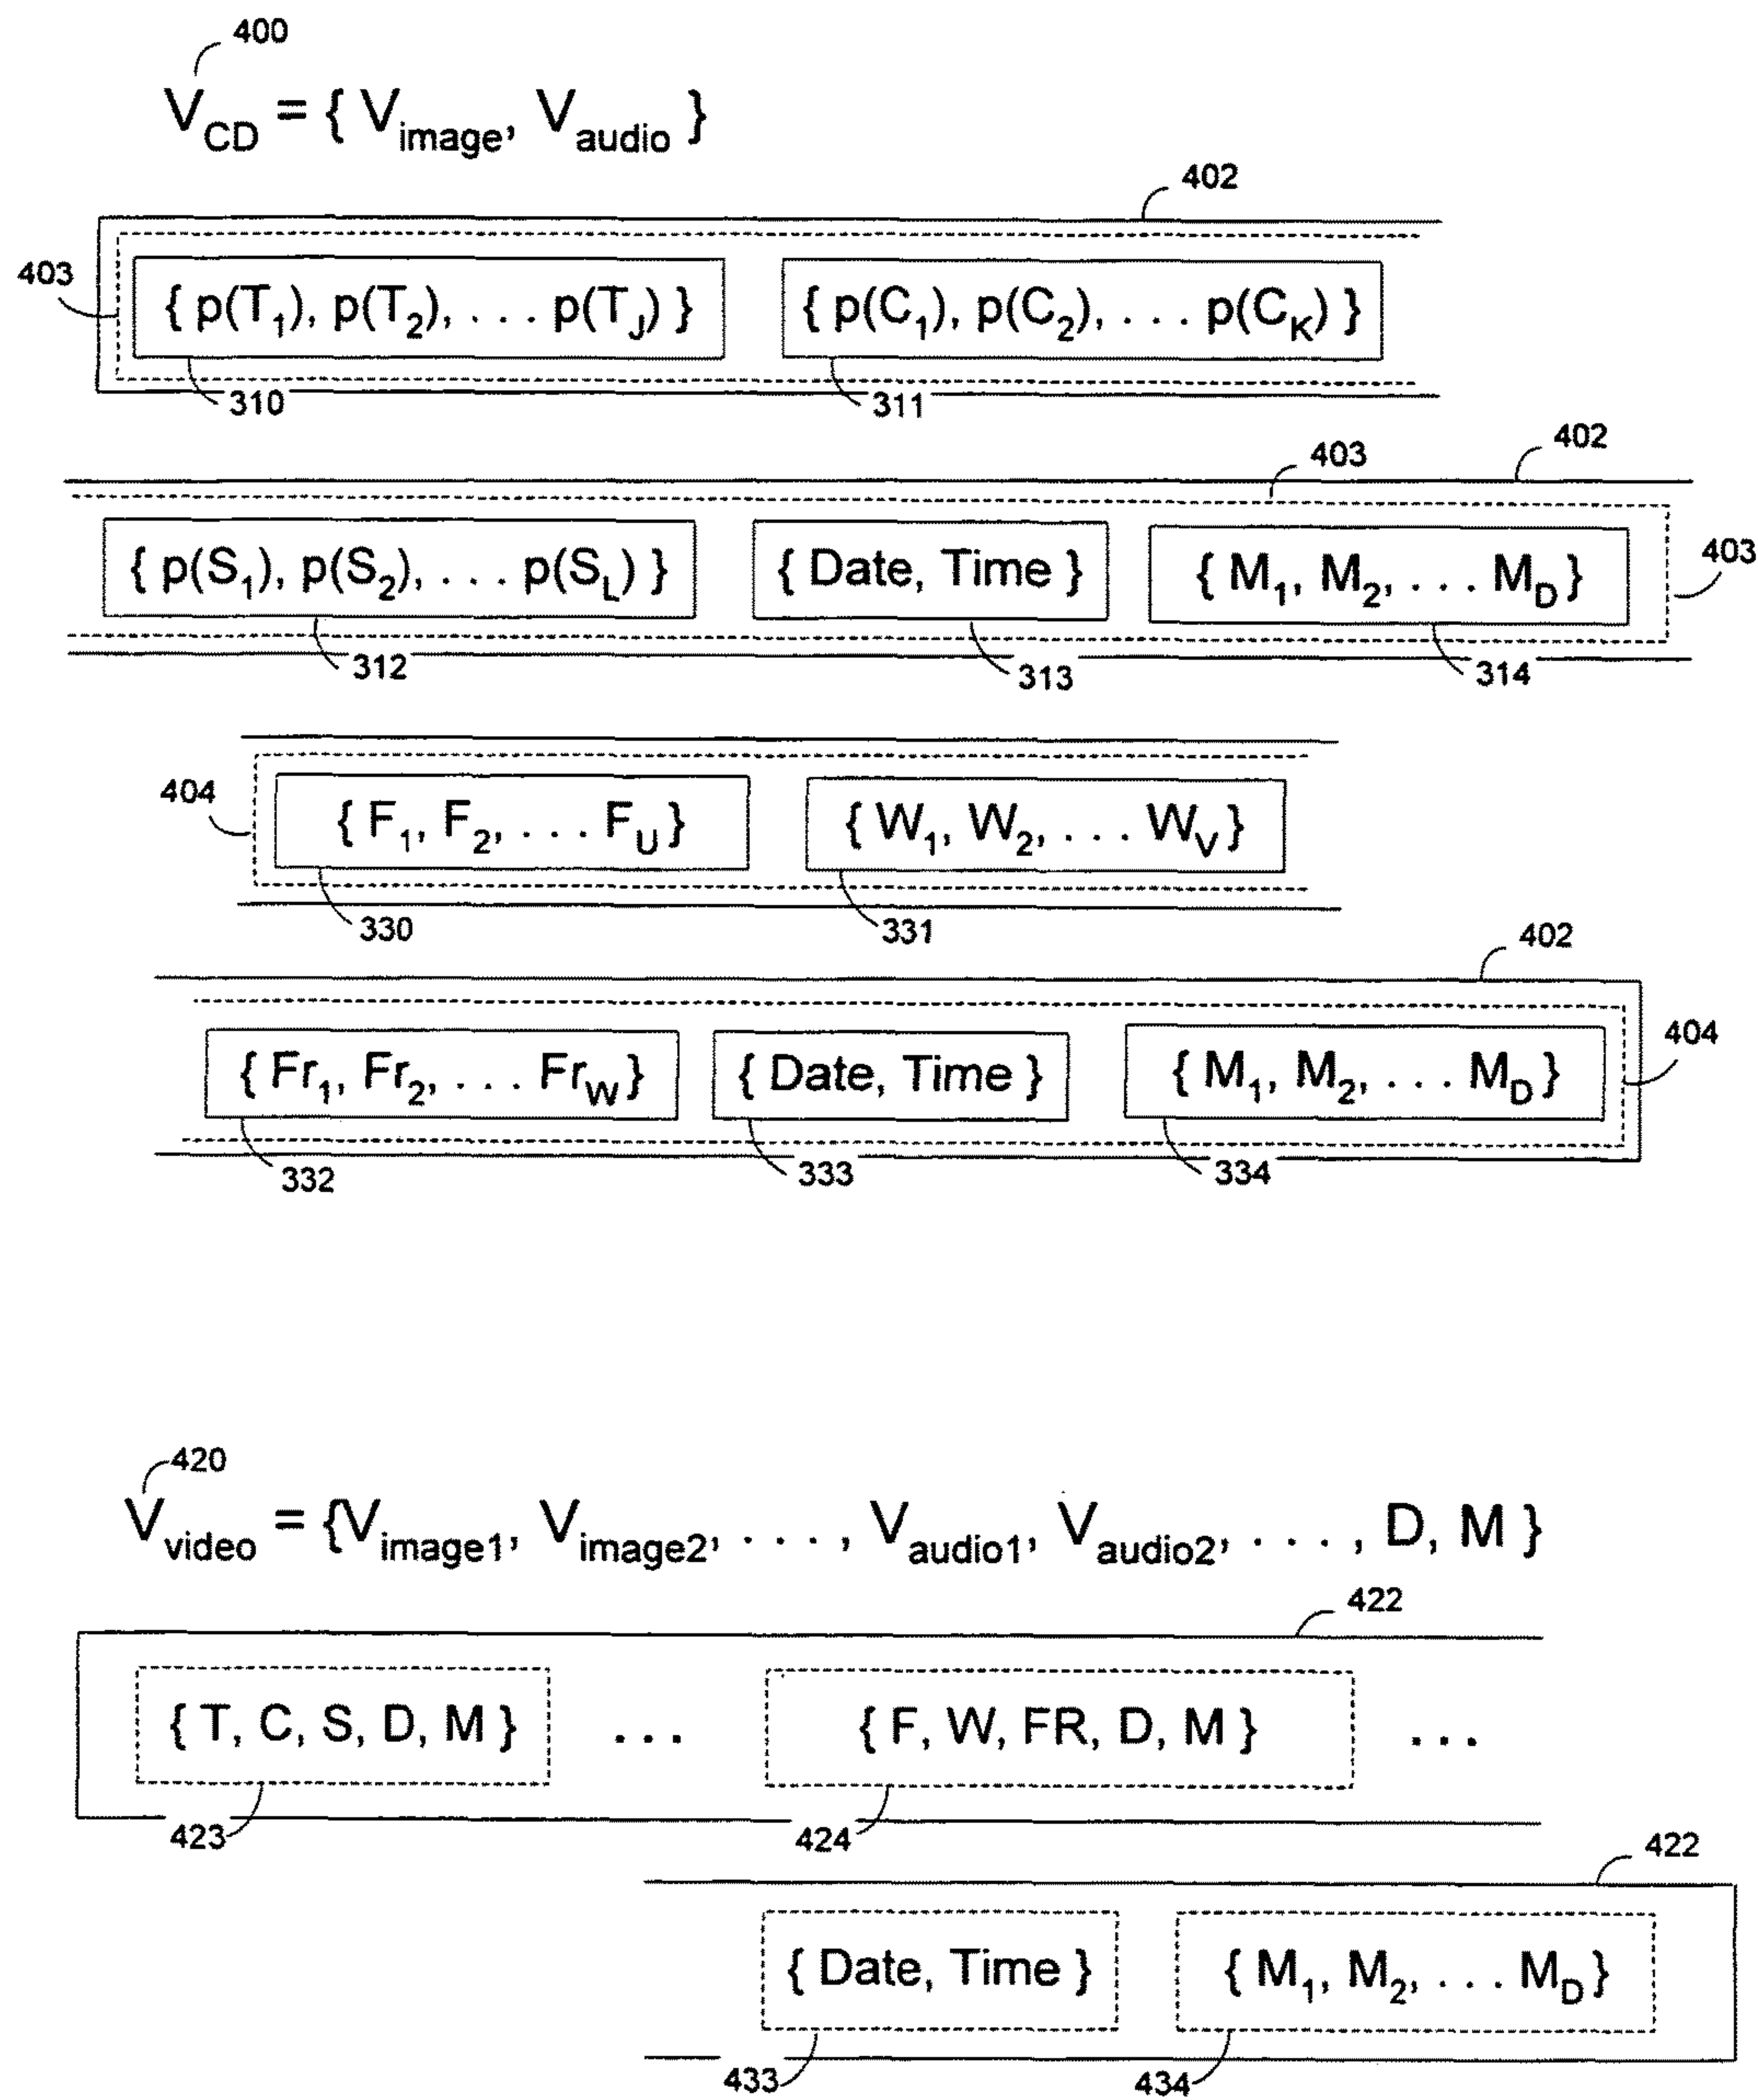 400
V_CD = { V_image, V_audio }
402
403
{ p(T_1), p(T_2), . . . p(T_J) } { p(C_1), p(C_2), . . . p(C_K) }
310 311
402
403
{ p(S_1), p(S_2), . . . p(S_L) } { Date, Time } { M_1, M_2, . . . M_D }
403
312 313 314
404
{ F_1, F_2, . . . F_U } { W_1, W_2, . . . W_V }
330 331
402
404
{ Fr_1, Fr_2, . . . Fr_W } { Date, Time } { M_1, M_2, . . . M_D }
332 333 334
420
V_video = {V_image1, V_image2, . . . , V_audio1, V_audio2, . . . , D, M }
422
{ T, C, S, D, M } . . . { F, W, FR, D, M } . . .
423 424
422
{ Date, Time } { M_1, M_2, . . . M_D }
433 434